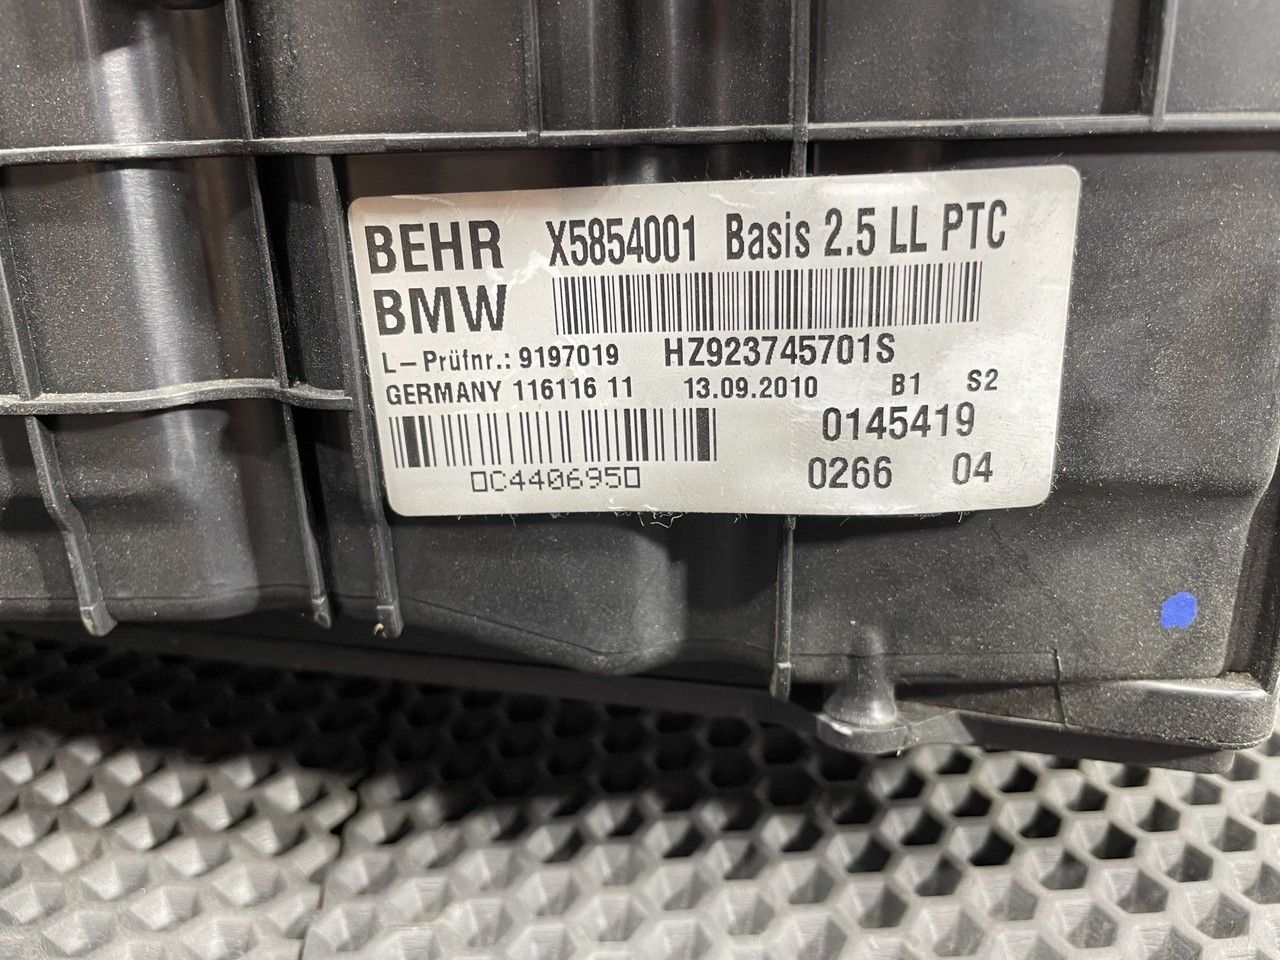 BEHR X5854001 Basis 2.5 LL PTC
BMW
L-Prüfnr.: 9197019 HZ923745701S
GERMANY 116116 11 13.09.2010 B1 S2
0145419
0C4406950 0266 04